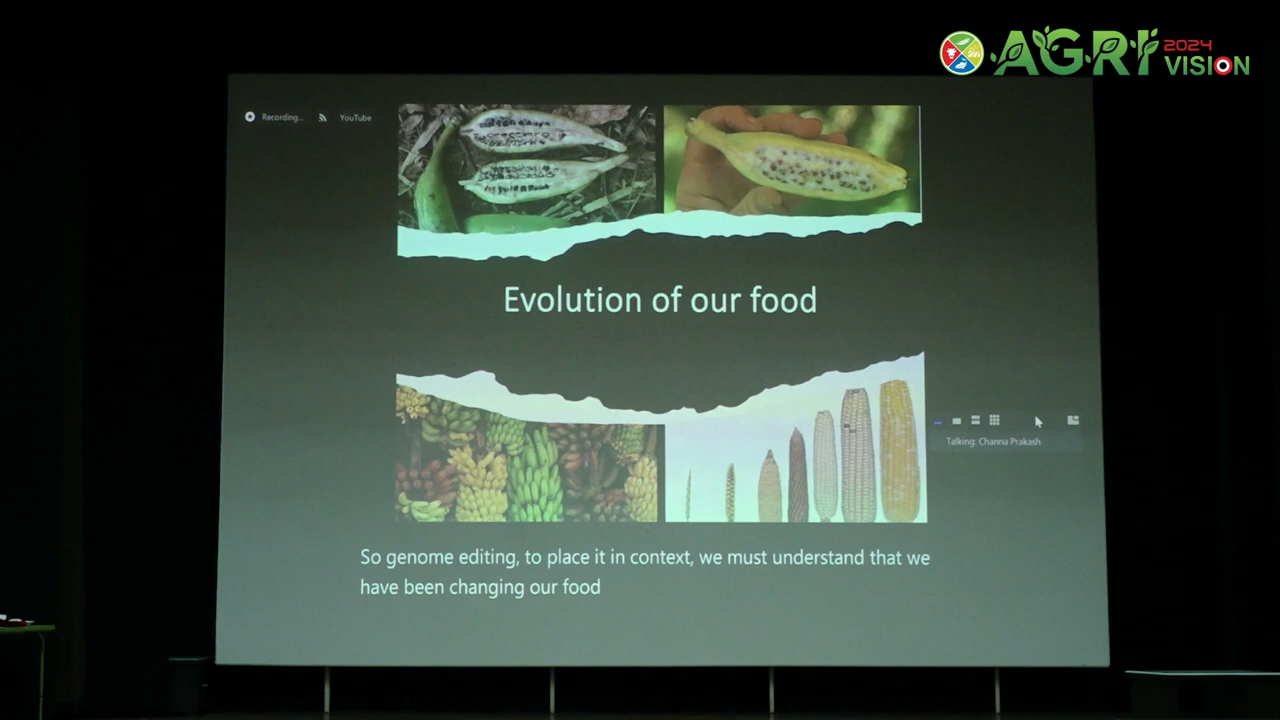 AGRI 2024
VISION
Recording...
YouTube
Evolution of our food
Talking: Channa Prakash
So genome editing, to place it in context, we must understand that we
have been changing our food